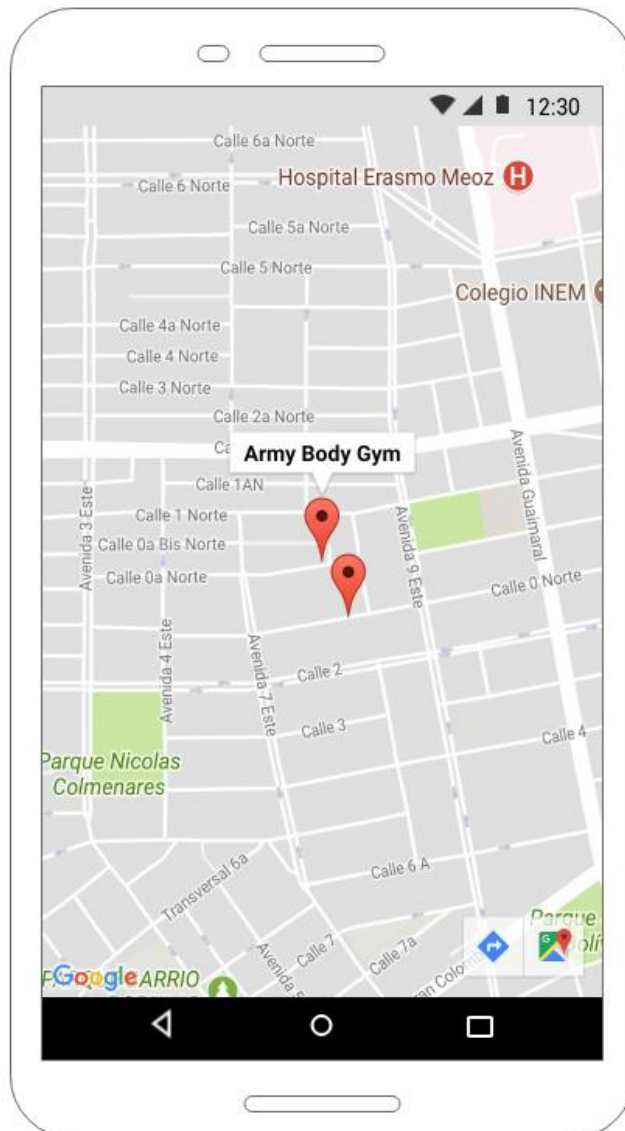 12:30
Calle 6a Norte
Hospital Erasmo Meoz H
Calle 6 Norte
Calle 5a Norte
Calle 5 Norte
Colegio INEM
Calle 4a Norte
Calle 4 Norte
Calle 3 Norte
Calle 2a Norte
Army Body Gym
Avenida Guaimaral
Calle 1AN
Avenida 3 Este
Calle 1 Norte
Avenida 9 Este
Calle 0a Bis Norte
Calle 0a Norte
Calle 0 Norte
Avenida 4 Este
Avenida 7 Este
Calle 2
Calle 3
Calle 4
Parque Nicolas
Colmenares
Transversal 6a
Calle 6 A
Parque
Calle 7
Calle 7a
Avenida
Google